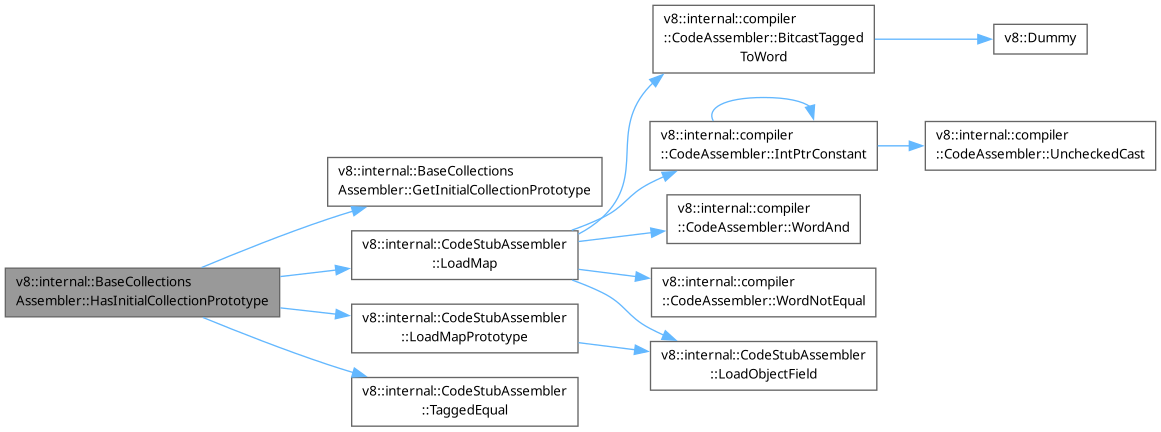 v8::internal::BaseCollections
Assembler::HasInitialCollectionPrototype
v8::internal::BaseCollections
Assembler::GetInitialCollectionPrototype
v8::internal::CodeStubAssembler
::LoadMap
v8::internal::CodeStubAssembler
::LoadMapPrototype
v8::internal::CodeStubAssembler
::TaggedEqual
v8::internal::compiler
::CodeAssembler::BitcastTagged
ToWord
v8::internal::compiler
::CodeAssembler::IntPtrConstant
v8::internal::compiler
::CodeAssembler::WordAnd
v8::internal::compiler
::CodeAssembler::WordNotEqual
v8::internal::CodeStubAssembler
::LoadObjectField
v8::Dummy
v8::internal::compiler
::CodeAssembler::UncheckedCast